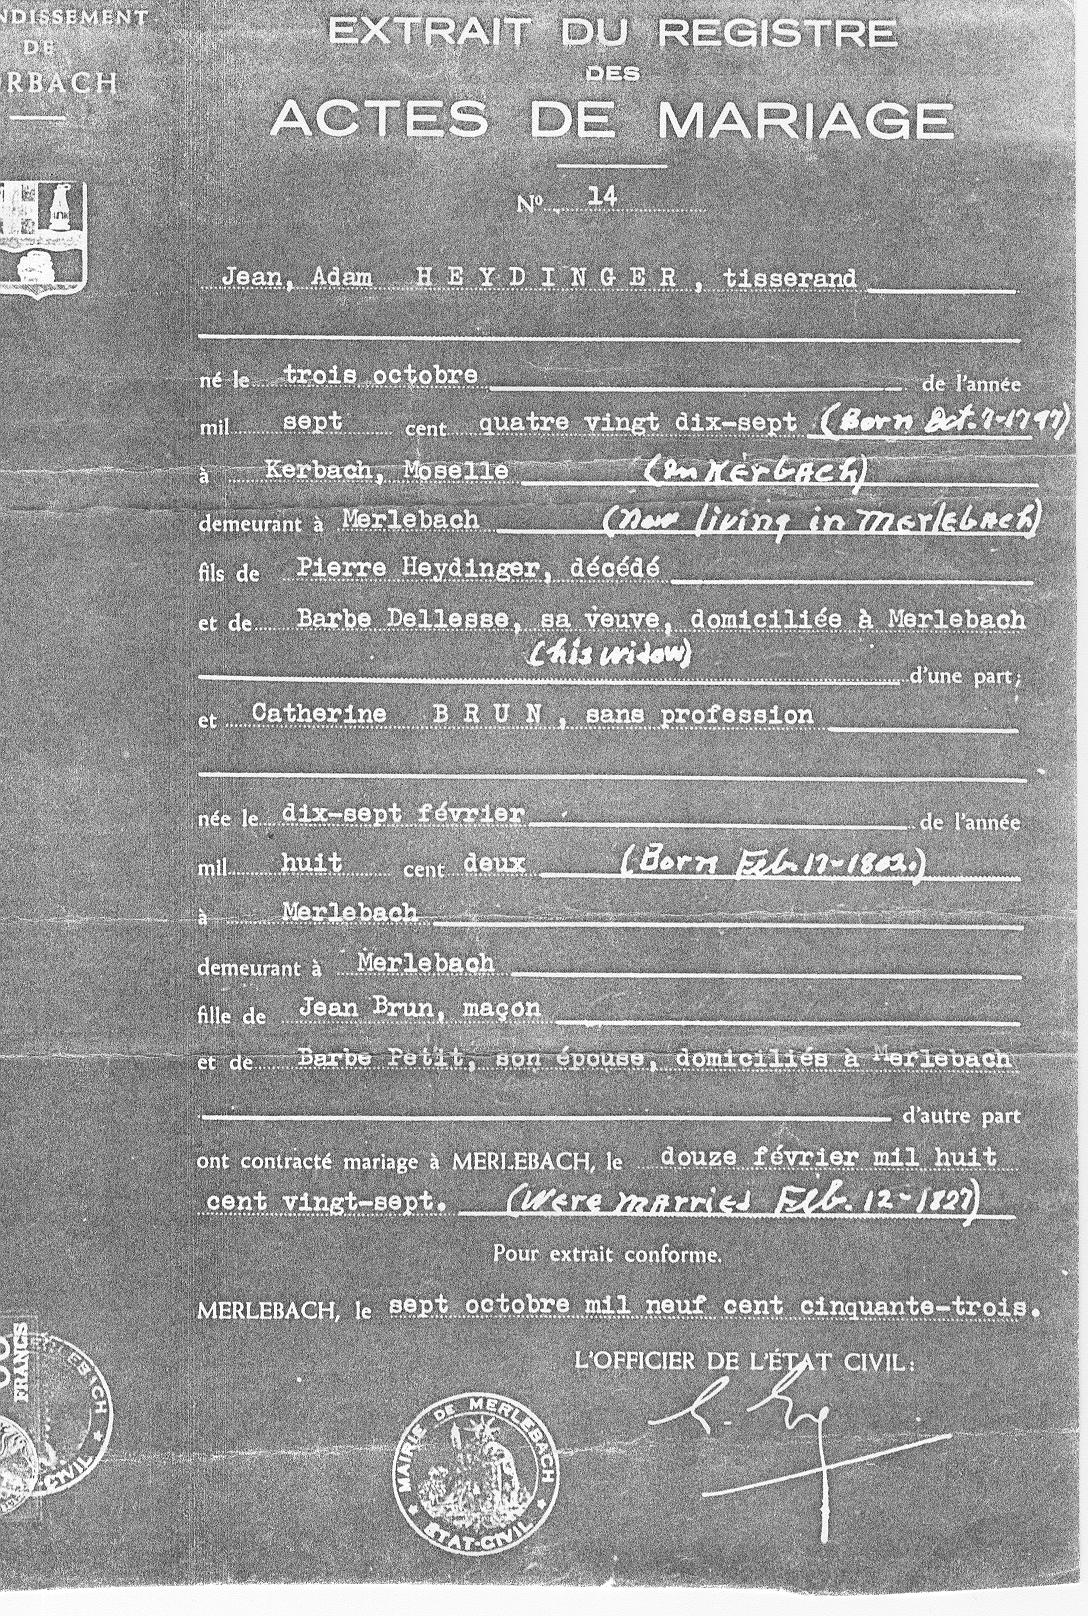 NDISSEMENT
DE
RBACH
EXTRAIT DU REGISTRE
DES
ACTES DE MARIAGE
Nº 14
Jean, Adam HEYDINGER, tisserand
né le trois octobre de l'année
mil sept cent quatre vingt dix-sept (Born Oct. 7-1797)
à Kerbach, Moselle (In Kerbach)
demeurant à Merlebach (Now living in Merlebach)
fils de Pierre Heydinger, décédé
et de Barbe Dellesse, sa veuve, domiciliée à Merlebach
(his widow)
d'une part;
et Catherine BRUN, sans profession
née le dix-sept février de l'année
mil huit cent deux (Born Feb. 17-1802.)
à Merlebach
demeurant à Merlebach
fille de Jean Brun, maçon
et de Barbe Petit, son épouse, domiciliés à Merlebach
d'autre part
ont contracté mariage à MERLEBACH, le douze février mil huit
cent vingt-sept. (Were married Feb. 12-1827)
Pour extrait conforme.
MERLEBACH, le sept octobre mil neuf cent cinquante-trois.
L'OFFICIER DE L'ÉTAT CIVIL:
FRANCS
MAIRIE DE MERLEBACH
ÉTAT-CIVIL